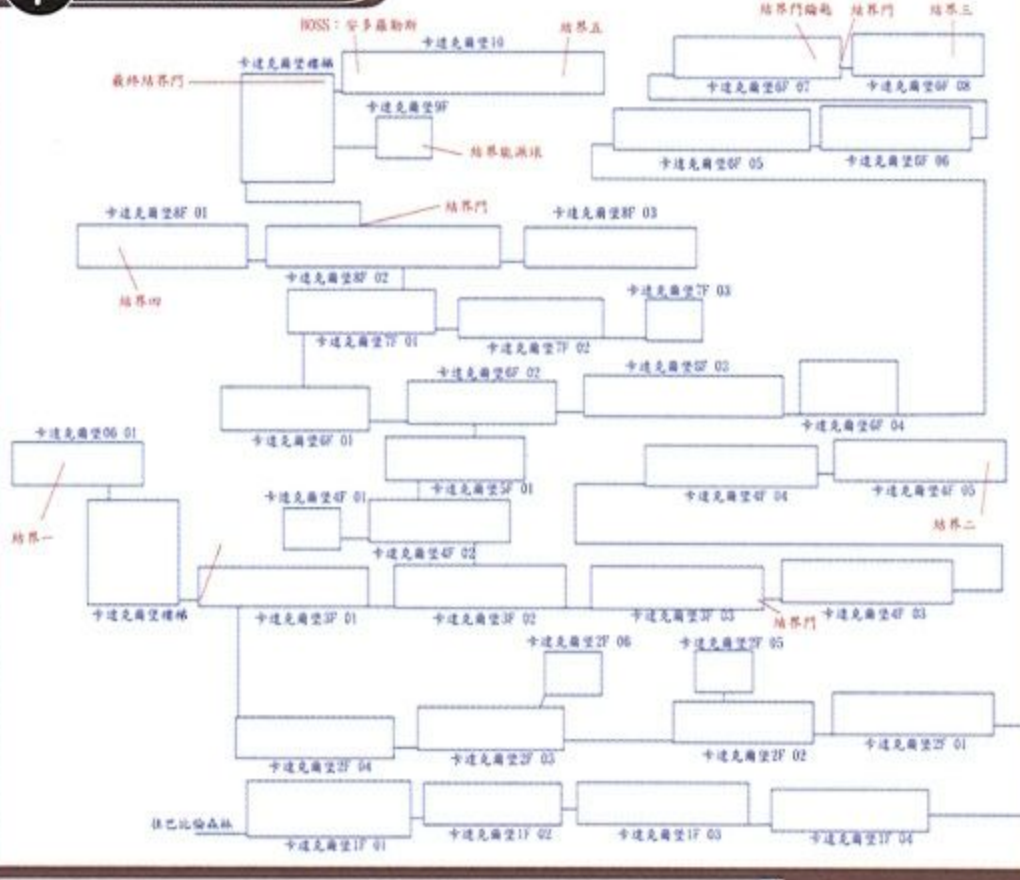 BOSS：安多羅勒斯
結界五
結界門鑰匙
結界門
結界三
卡達克爾堡10
卡達克爾堡樓梯
最終結界門
卡達克爾堡6F 07
卡達克爾堡6F 08
卡達克爾堡9F
結界能源球
卡達克爾堡6F 05
卡達克爾堡6F 06
卡達克爾堡8F 01
結界門
卡達克爾堡8F 03
卡達克爾堡8F 02
結界四
卡達克爾堡7F 03
卡達克爾堡7F 01
卡達克爾堡7F 02
卡達克爾堡6F 02
卡達克爾堡6F 03
卡達克爾堡6F 04
卡達克爾堡06 01
卡達克爾堡6F 01
卡達克爾堡5F 01
卡達克爾堡4F 04
卡達克爾堡4F 05
卡達克爾堡4F 01
結界一
結界二
卡達克爾堡4F 02
卡達克爾堡樓梯
卡達克爾堡3F 01
卡達克爾堡3F 02
卡達克爾堡3F 03
結界門
卡達克爾堡4F 03
卡達克爾堡2F 06
卡達克爾堡2F 05
卡達克爾堡2F 04
卡達克爾堡2F 03
卡達克爾堡2F 02
卡達克爾堡2F 01
往巴比倫森林
卡達克爾堡1F 01
卡達克爾堡1F 02
卡達克爾堡1F 03
卡達克爾堡1F 04